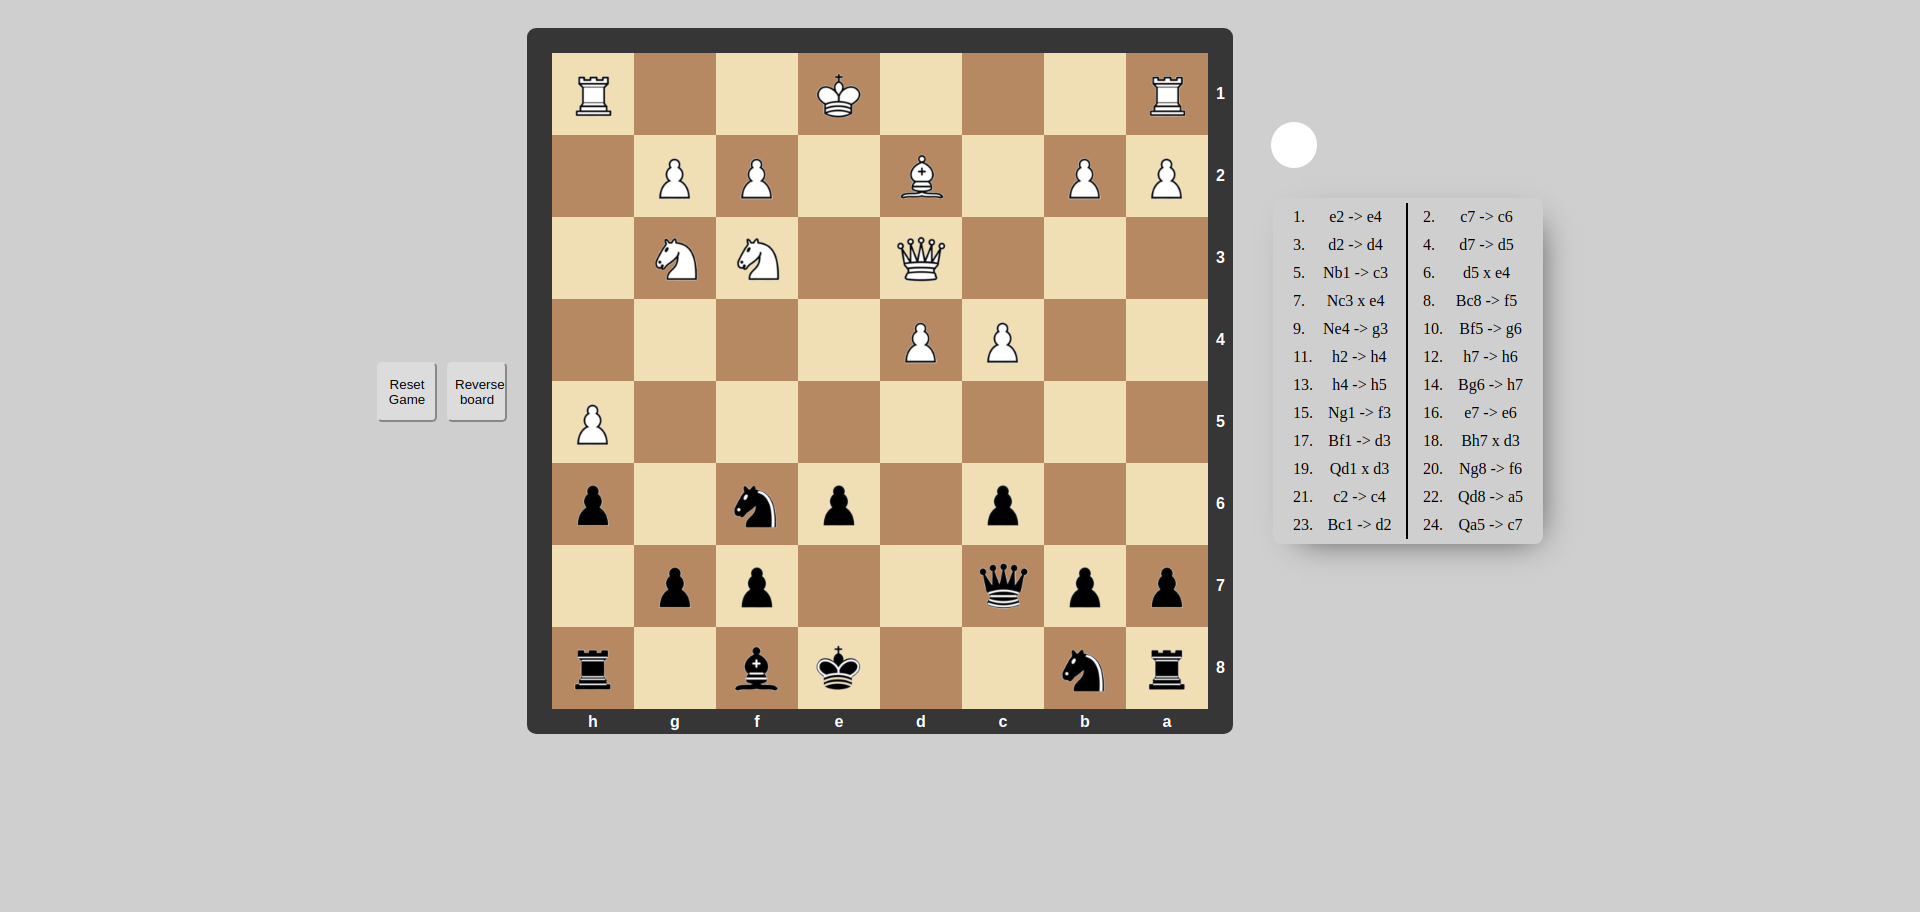 1
2
3
4
5
6
7
8
h g f e d c b a
Reset
Game
Reverse
board
1. e2 -> e4 2. c7 -> c6
3. d2 -> d4 4. d7 -> d5
5. Nb1 -> c3 6. d5 x e4
7. Nc3 x e4 8. Bc8 -> f5
9. Ne4 -> g3 10. Bf5 -> g6
11. h2 -> h4 12. h7 -> h6
13. h4 -> h5 14. Bg6 -> h7
15. Ng1 -> f3 16. e7 -> e6
17. Bf1 -> d3 18. Bh7 x d3
19. Qd1 x d3 20. Ng8 -> f6
21. c2 -> c4 22. Qd8 -> a5
23. Bc1 -> d2 24. Qa5 -> c7